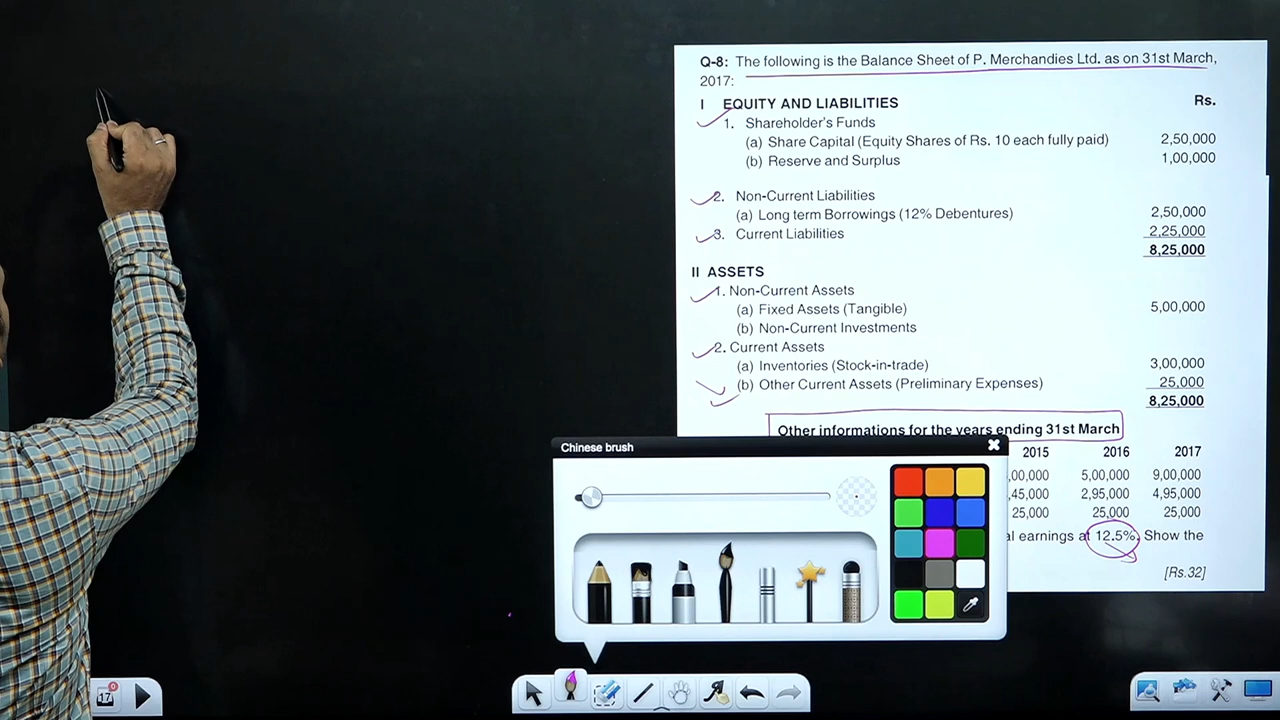 Q-8: The following is the Balance Sheet of P. Merchandies Ltd. as on 31st March,
2017:
I EQUITY AND LIABILITIES Rs.
1. Shareholder's Funds
(a) Share Capital (Equity Shares of Rs. 10 each fully paid) 2,50,000
(b) Reserve and Surplus 1,00,000
2. Non-Current Liabilities
(a) Long term Borrowings (12% Debentures) 2,50,000
3. Current Liabilities 2,25,000
8,25,000
II ASSETS
1. Non-Current Assets
(a) Fixed Assets (Tangible) 5,00,000
(b) Non-Current Investments
2. Current Assets
(a) Inventories (Stock-in-trade) 3,00,000
(b) Other Current Assets (Preliminary Expenses) 25,000
8,25,000
Other informations for the years ending 31st March
Chinese brush
2015 2016 2017
,00,000 5,00,000 9,00,000
,45,000 2,95,000 4,95,000
25,000 25,000 25,000
earnings at 12.5%. Show the
[Rs.32]
17
0